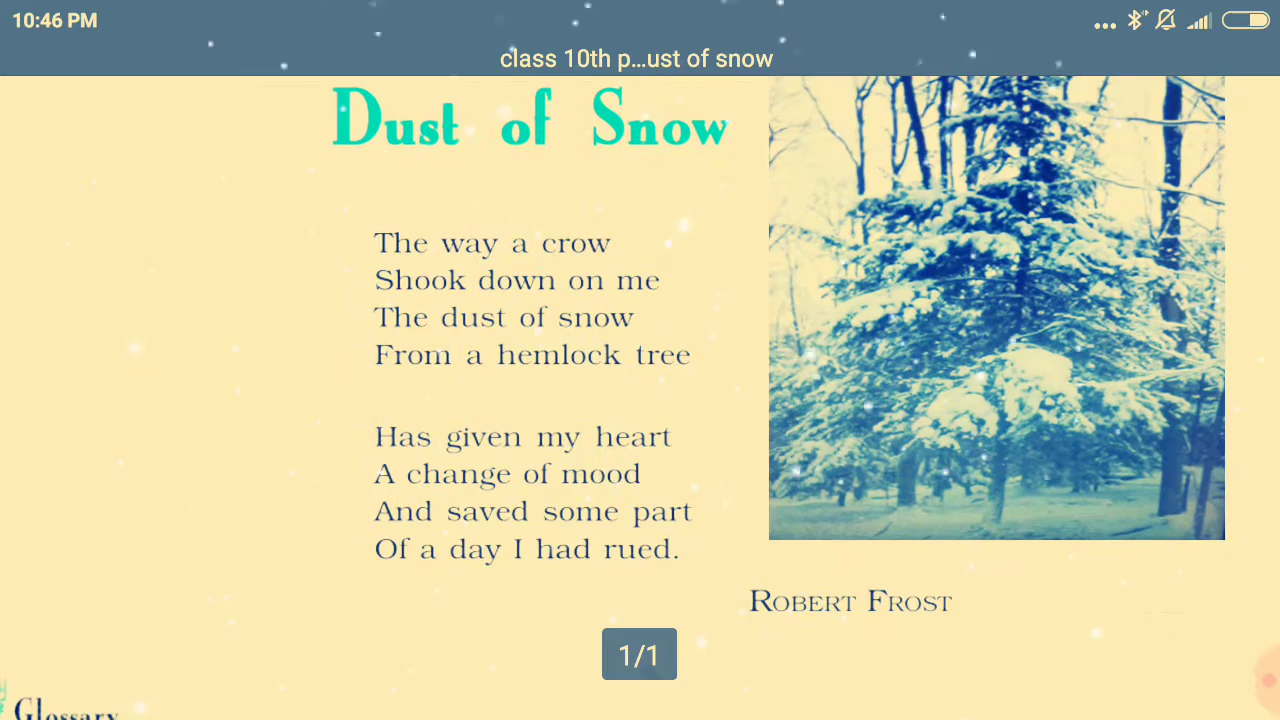 10:46 PM
class 10th p...ust of snow
Dust of Snow
The way a crow
Shook down on me
The dust of snow
From a hemlock tree
Has given my heart
A change of mood
And saved some part
Of a day I had rued.
ROBERT FROST
1/1
Glossary